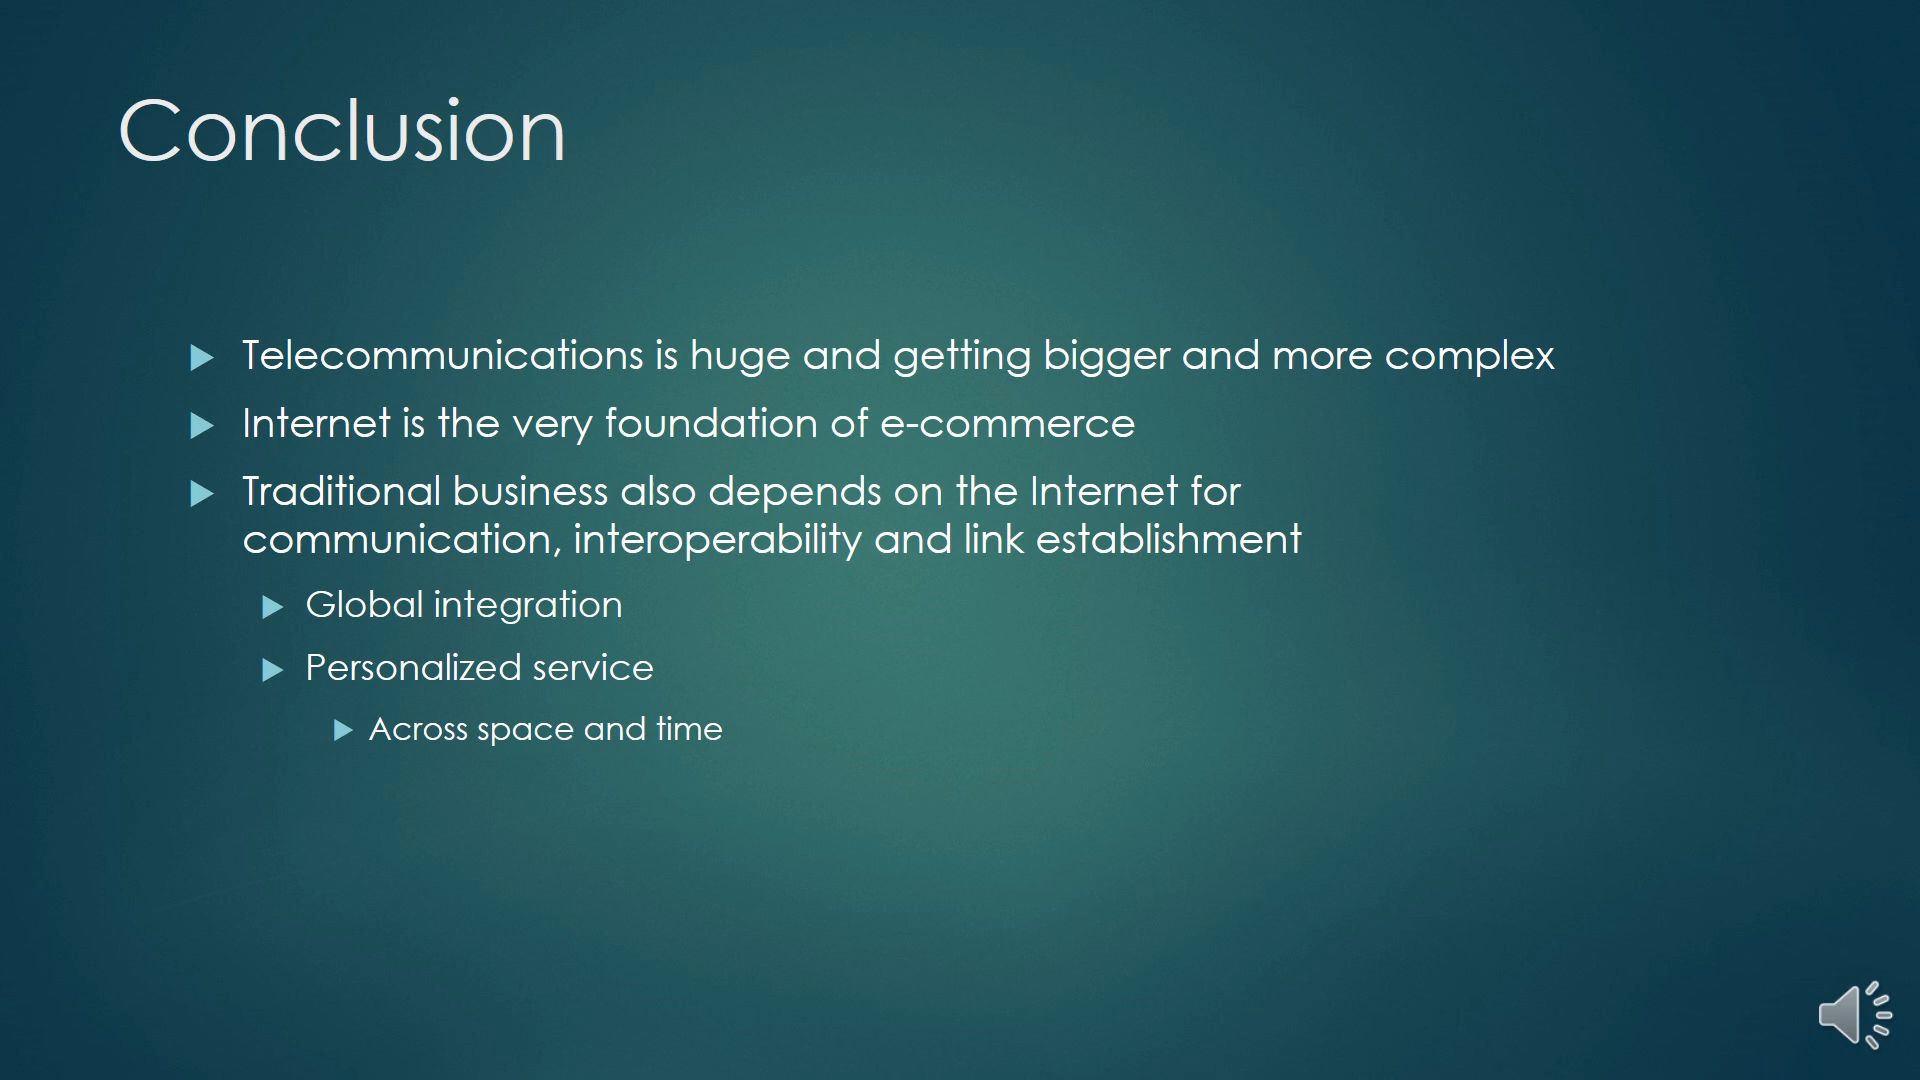 Conclusion
Telecommunications is huge and getting bigger and more complex
Internet is the very foundation of e-commerce
Traditional business also depends on the Internet for
communication, interoperability and link establishment
Global integration
Personalized service
Across space and time